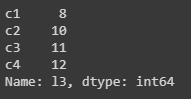 c1     8
c2    10
c3    11
c4    12
Name: l3, dtype: int64